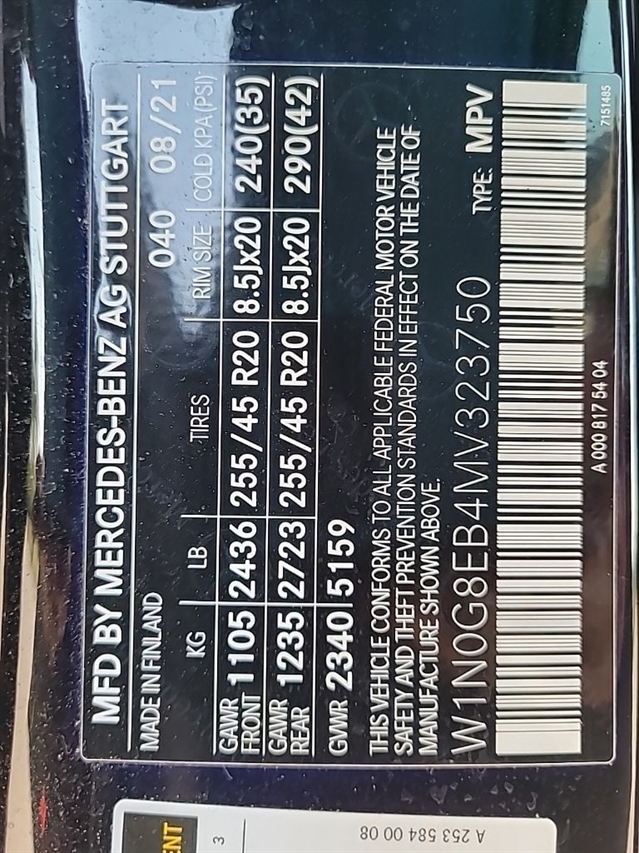 MFD BY MERCEDES-BENZ AG STUTTGART
MADE IN FINLAND 040 08/21
KG LB TIRES RIM SIZE COLD KPA(PSI)
GAWR FRONT 1105 2436 255/45 R20 8.5Jx20 240(35)
GAWR REAR 1235 2723 255/45 R20 8.5Jx20 290(42)
GVWR 2340 5159
THIS VEHICLE CONFORMS TO ALL APPLICABLE FEDERAL MOTOR VEHICLE
SAFETY AND THEFT PREVENTION STANDARDS IN EFFECT ON THE DATE OF
MANUFACTURE SHOWN ABOVE.
W1N0G8EB4MV323750 TYPE: MPV
A 000 817 54 04
7151485
ENT
3
A 253 584 00 08